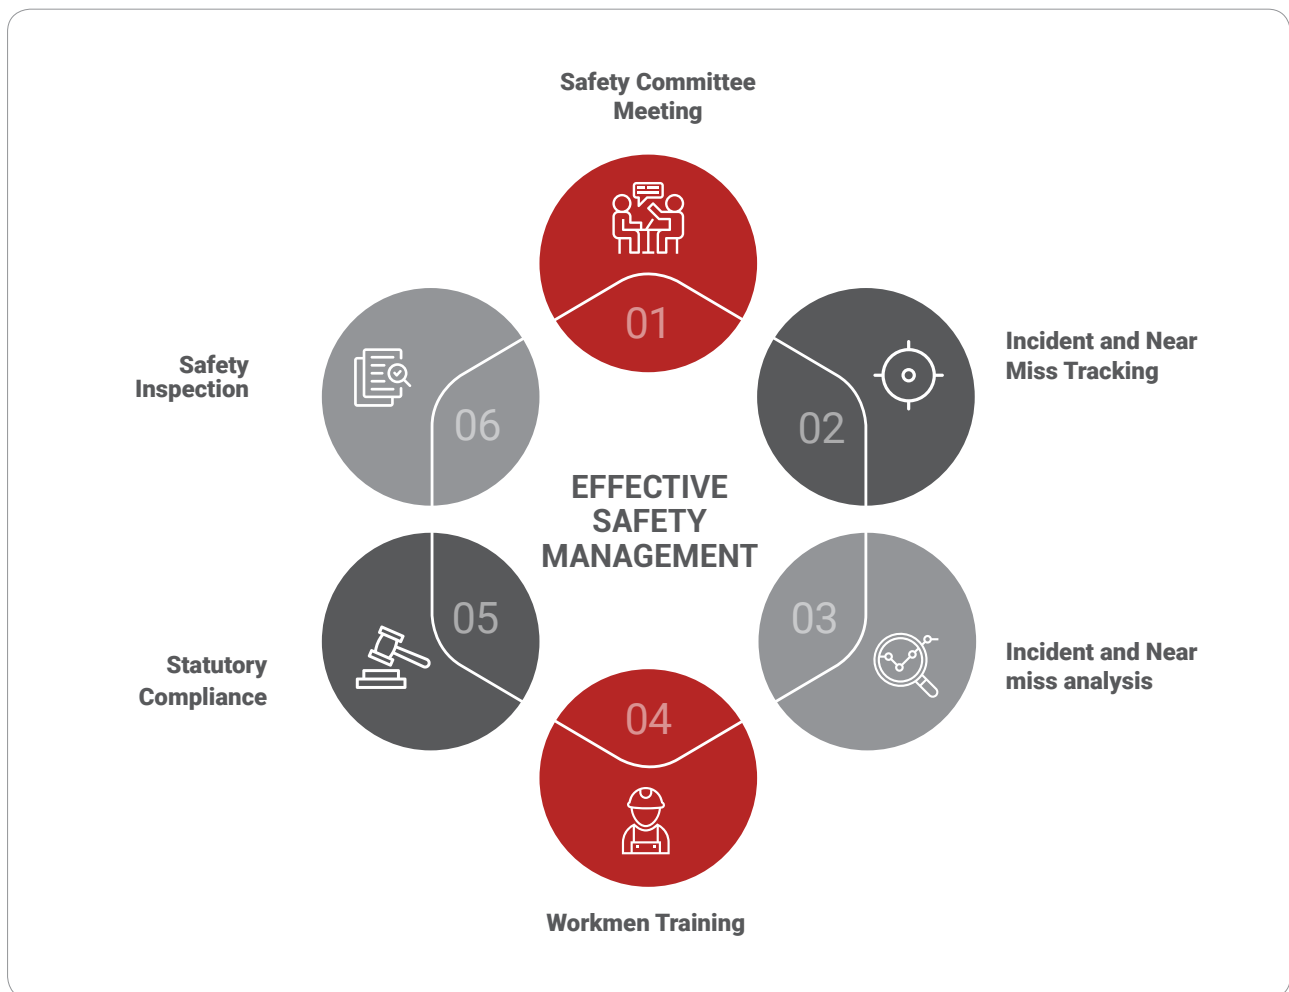 Safety Committee
Meeting
01
Incident and Near
Miss Tracking
02
Incident and Near
miss analysis
03
04
Workmen Training
05
Statutory
Compliance
06
Safety
Inspection
EFFECTIVE
SAFETY
MANAGEMENT